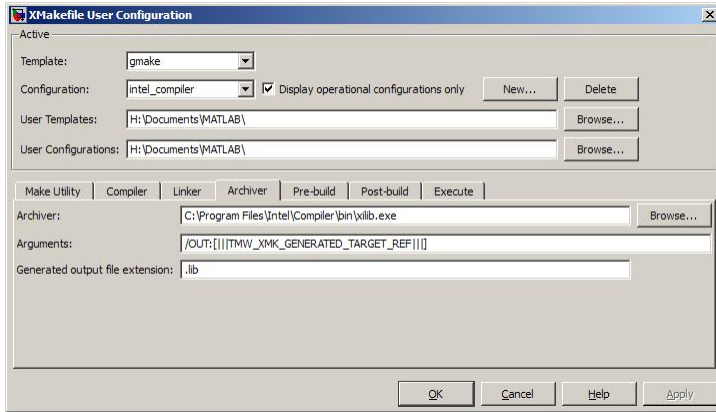 XMakefile User Configuration
Active
Template: gmake
Configuration: intel_compiler Display operational configurations only New... Delete
User Templates: H:\Documents\MATLAB\ Browse...
User Configurations: H:\Documents\MATLAB\ Browse...
Make Utility Compiler Linker Archiver Pre-build Post-build Execute
Archiver: C:\Program Files\Intel\Compiler\bin\xilib.exe Browse...
Arguments: /OUT:[|||TMW_XMK_GENERATED_TARGET_REF|||]
Generated output file extension: .lib
OK Cancel Help Apply